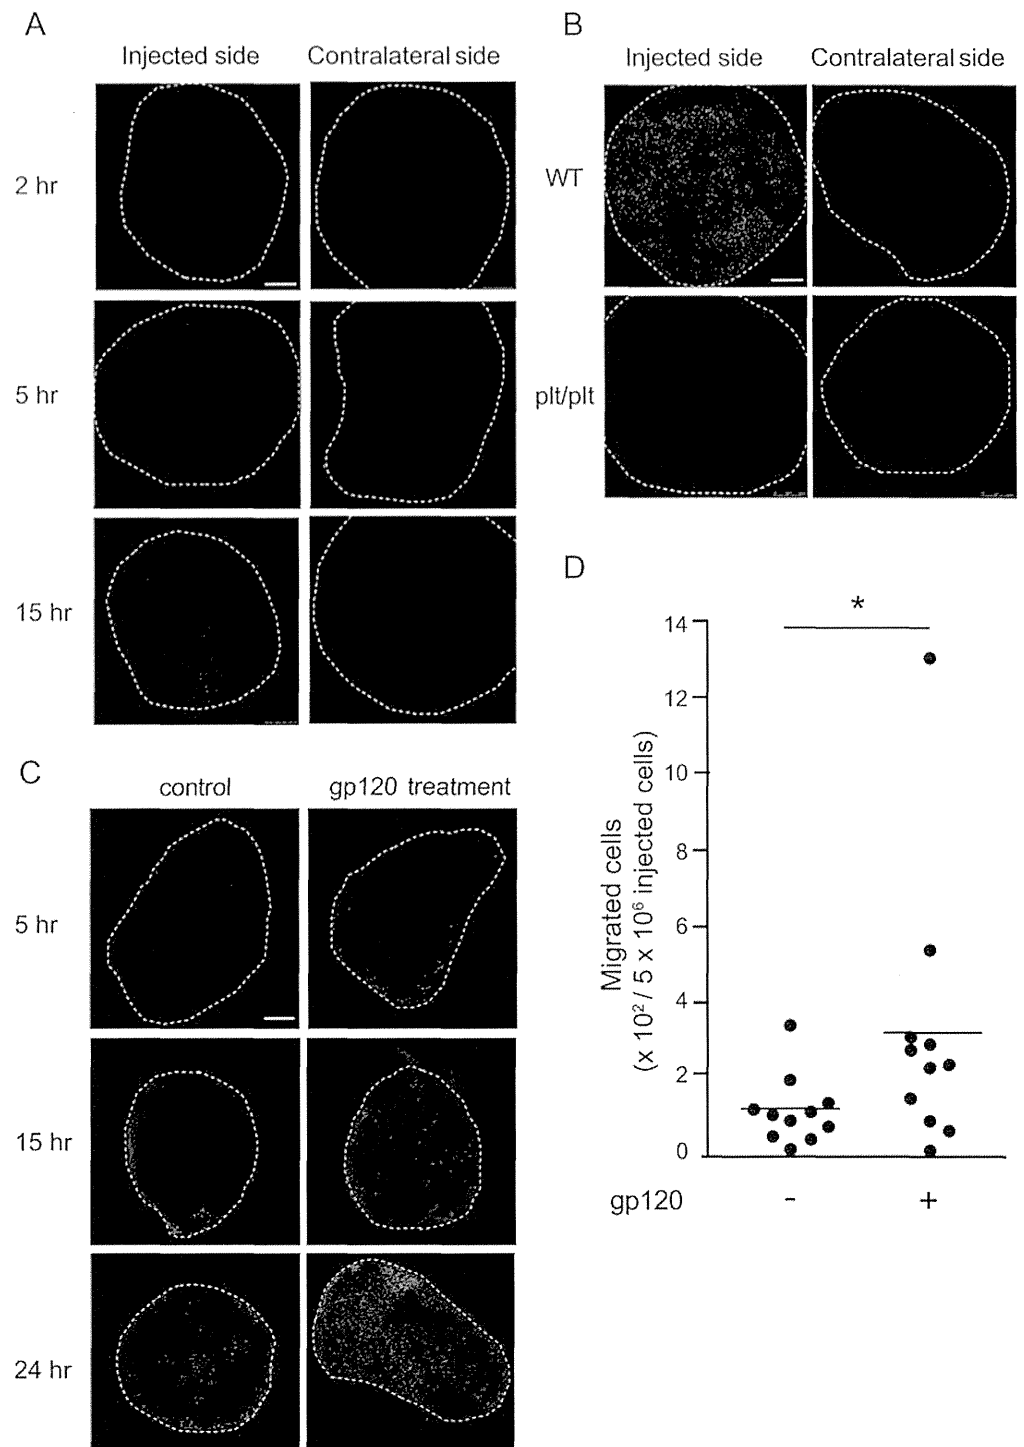 A
Injected side
Contralateral side
2 hr
5 hr
15 hr
B
Injected side
Contralateral side
WT
plt/plt
C
control
gp120 treatment
5 hr
15 hr
24 hr
D
*
14
12
10
8
6
4
2
0
Migrated cells
(x 10² / 5 x 10⁶ injected cells)
gp120
-
+